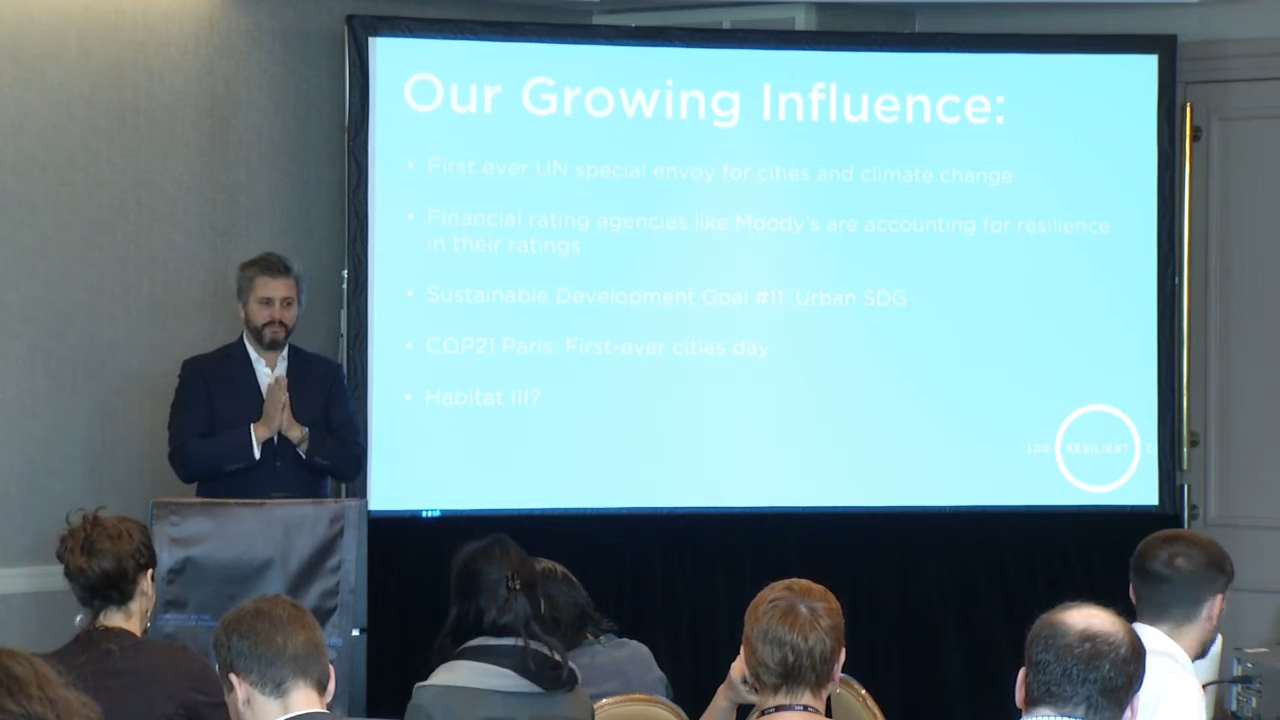 Our Growing Influence:
• First ever UN special envoy for cities and climate change
• Financial rating agencies like Moody's are accounting for resilience
in their ratings
• Sustainable Development Goal #11: Urban SDG
• COP21 Paris: First-ever cities day
• Habitat III?
100 RESILIENT C